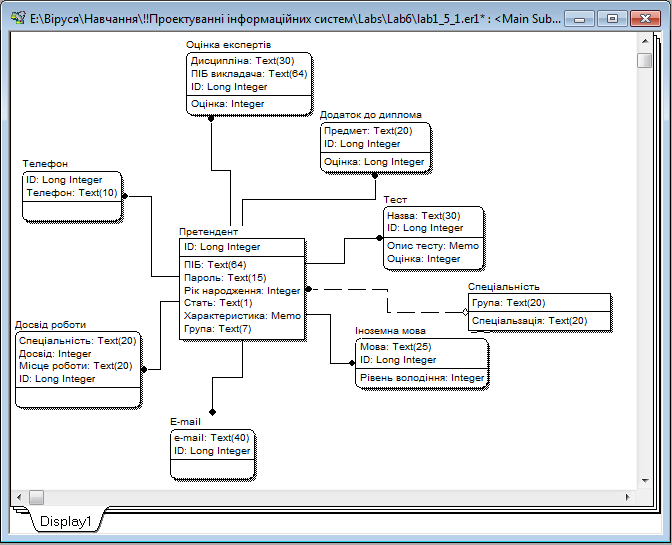 E:\Віруся\Навчання\!!Проектуванні інформаційних систем\Labs\Lab6\lab1_5_1.er1* : <Main Sub...
Оцінка експертів
Дисципліна: Text(30)
ПІБ викладача: Text(64)
ID: Long Integer
Оцінка: Integer
Додаток до диплома
Предмет: Text(20)
ID: Long Integer
Оцінка: Long Integer
Телефон
ID: Long Integer
Телефон: Text(10)
Тест
Назва: Text(30)
ID: Long Integer
Опис тесту: Memo
Оцінка: Integer
Претендент
ID: Long Integer
ПІБ: Text(64)
Пароль: Text(15)
Рік народження: Integer
Стать: Text(1)
Характеристика: Memo
Група: Text(7)
Спеціальність
Група: Text(20)
Спеціальзація: Text(20)
Досвід роботи
Спеціальність: Text(20)
Досвід: Integer
Місце роботи: Text(20)
ID: Long Integer
Іноземна мова
Мова: Text(25)
ID: Long Integer
Рівень володіння: Integer
E-mail
e-mail: Text(40)
ID: Long Integer
Display1